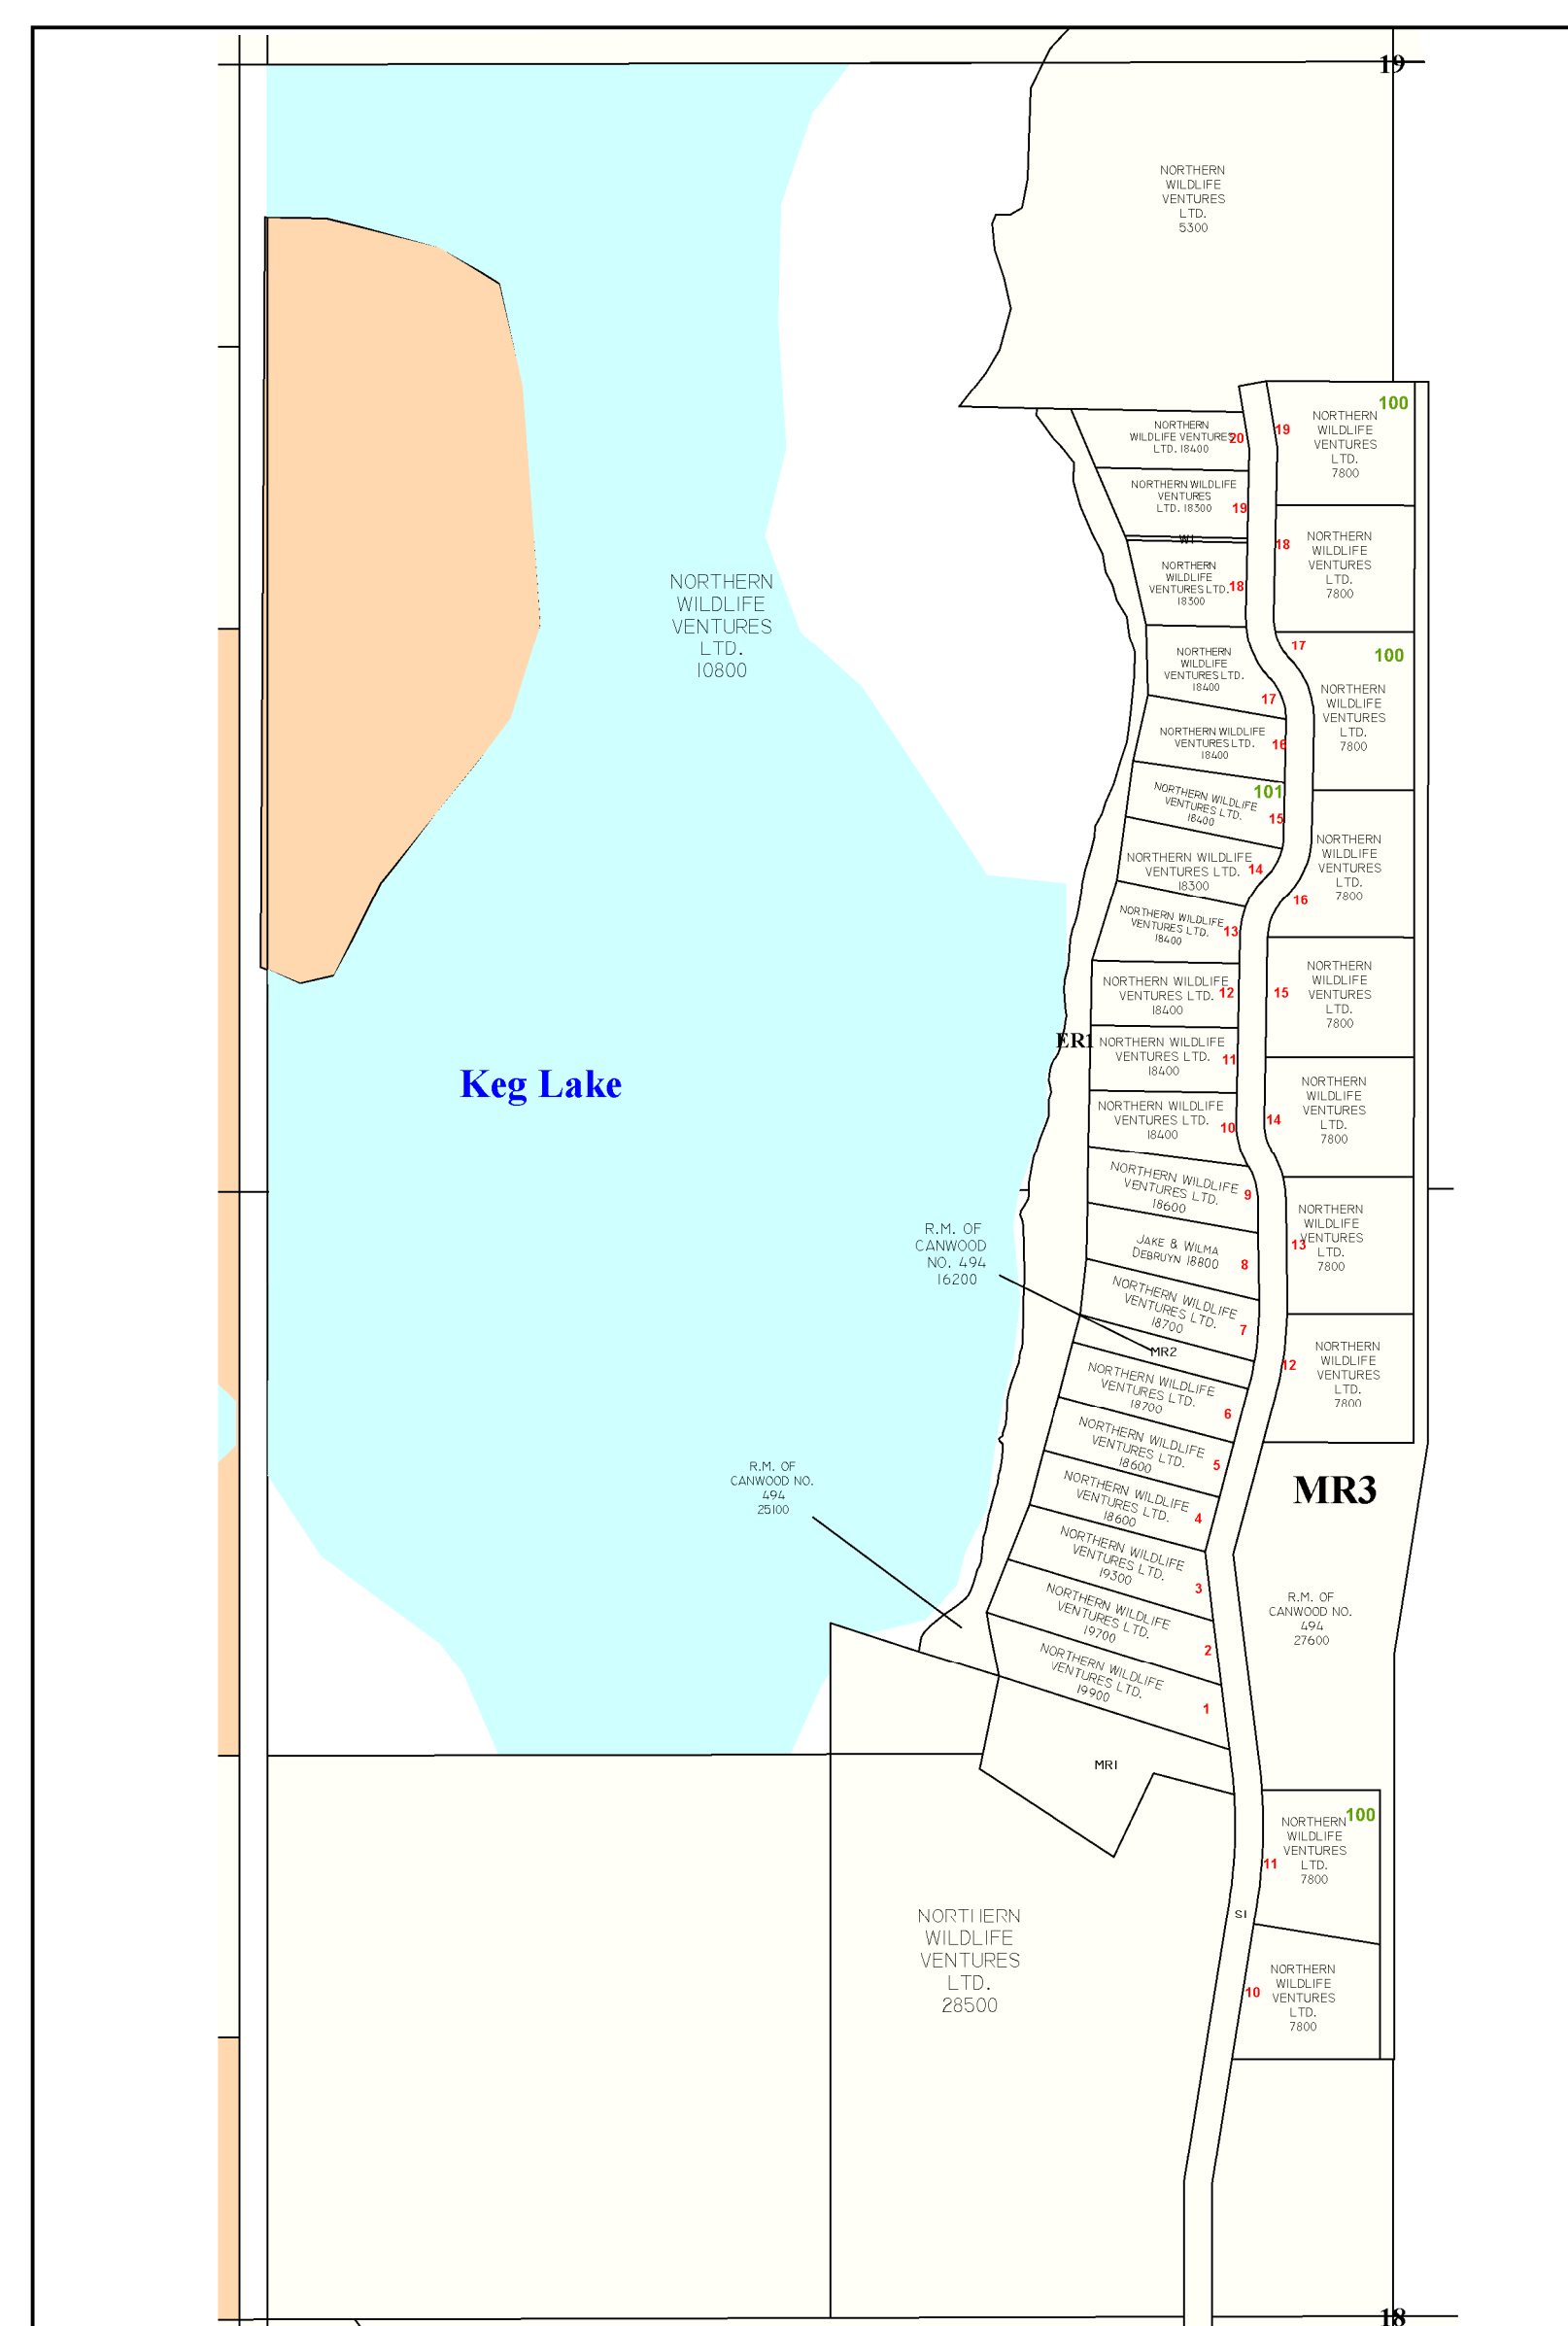 19
NORTHERN
WILDLIFE
VENTURES
LTD.
5300
100
19
NORTHERN
WILDLIFE
VENTURES
LTD.
7800
NORTHERN
WILDLIFE VENTURES
LTD. 18400
20
NORTHERN WILDLIFE
VENTURES
LTD. 18300
19
W1
18
NORTHERN
WILDLIFE
VENTURES
LTD.
7800
NORTHERN
WILDLIFE
VENTURES LTD.
18300
18
NORTHERN
WILDLIFE
VENTURES
LTD.
10800
17
100
NORTHERN
WILDLIFE
VENTURES
LTD.
7800
NORTHERN
WILDLIFE
VENTURES LTD.
18400
17
NORTHERN WILDLIFE
VENTURES LTD.
18400
16
101
NORTHERN WILDLIFE
VENTURES LTD.
18400
15
NORTHERN
WILDLIFE
VENTURES
LTD.
7800
16
NORTHERN WILDLIFE
VENTURES LTD.
18300
14
NORTHERN WILDLIFE
VENTURES LTD.
18400
13
NORTHERN WILDLIFE
VENTURES LTD.
18400
12
15
NORTHERN
WILDLIFE
VENTURES
LTD.
7800
ER1
NORTHERN WILDLIFE
VENTURES LTD.
18400
11
Keg Lake
NORTHERN WILDLIFE
VENTURES LTD.
18400
10
14
NORTHERN
WILDLIFE
VENTURES
LTD.
7800
NORTHERN WILDLIFE
VENTURES LTD.
18600
9
JAKE & WILMA
DEBRUYN 18800
8
13
NORTHERN
WILDLIFE
VENTURES
LTD.
7800
R.M. OF
CANWOOD
NO. 494
16200
NORTHERN WILDLIFE
VENTURES LTD.
18700
7
MR2
12
NORTHERN
WILDLIFE
VENTURES
LTD.
7800
NORTHERN WILDLIFE
VENTURES LTD.
18700
6
NORTHERN WILDLIFE
VENTURES LTD.
18600
5
R.M. OF
CANWOOD NO.
494
25100
NORTHERN WILDLIFE
VENTURES LTD.
18600
4
MR3
NORTHERN WILDLIFE
VENTURES LTD.
19300
3
NORTHERN WILDLIFE
VENTURES LTD.
19700
2
R.M. OF
CANWOOD NO.
494
27600
NORTHERN WILDLIFE
VENTURES LTD.
19900
1
MR1
100
NORTHERN
WILDLIFE
VENTURES
LTD.
7800
11
S1
NORTHERN
WILDLIFE
VENTURES
LTD.
28500
10
NORTHERN
WILDLIFE
VENTURES
LTD.
7800
18